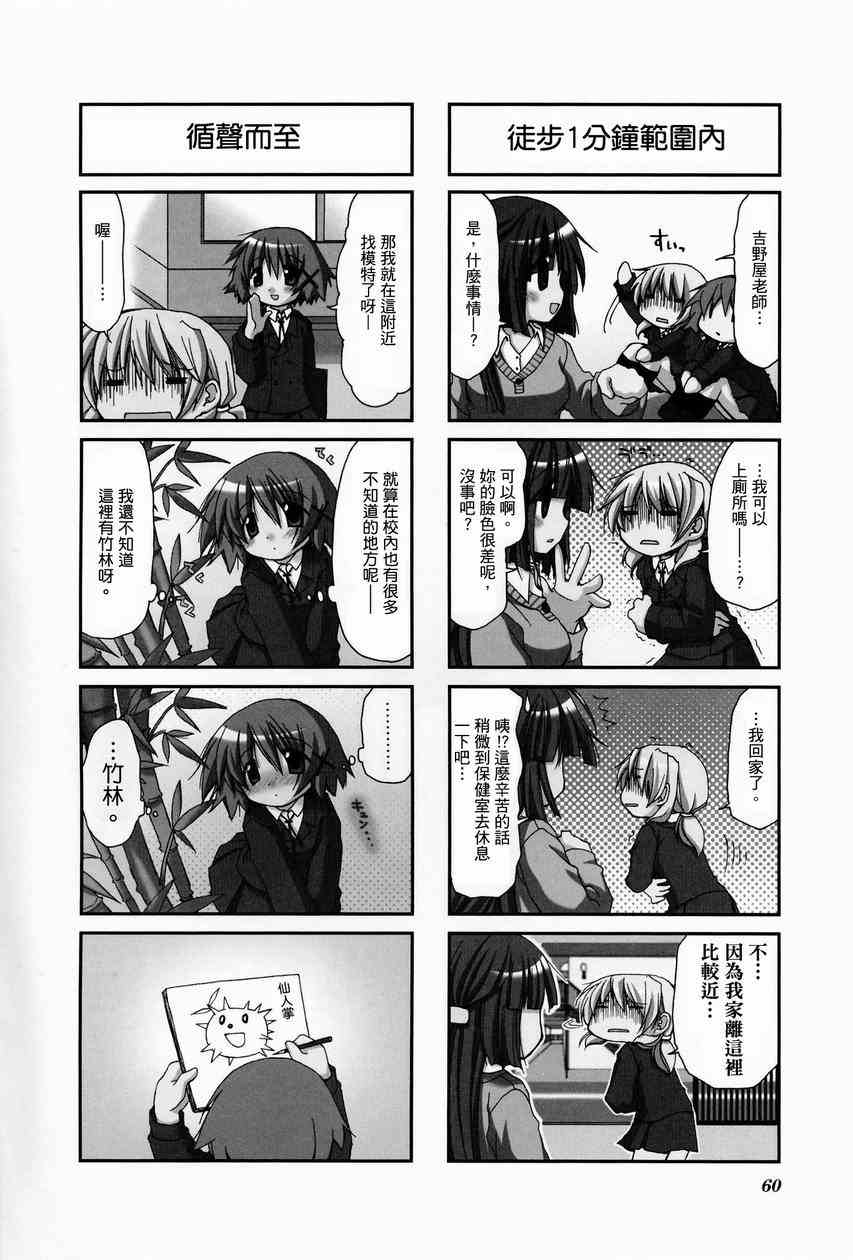 徒步1分鐘範圍內
吉野屋老師…
すいっ
是，什麼事情—？
…我可以
上廁所嗎——…？
可以啊。
妳的臉色很差呢，
沒事吧？
…我回家了。
咦!?這麼辛苦的話
稍微到保健室去休息
一下吧…
不…
因為我家離這裡
比較近…
循聲而至
那我就在這附近
找模特了呀—
喔——…
就算在校內也有很多
不知道的地方呢——
我還不知道
這裡有竹林呀。
………
…竹林。
キュン…
仙人掌
60